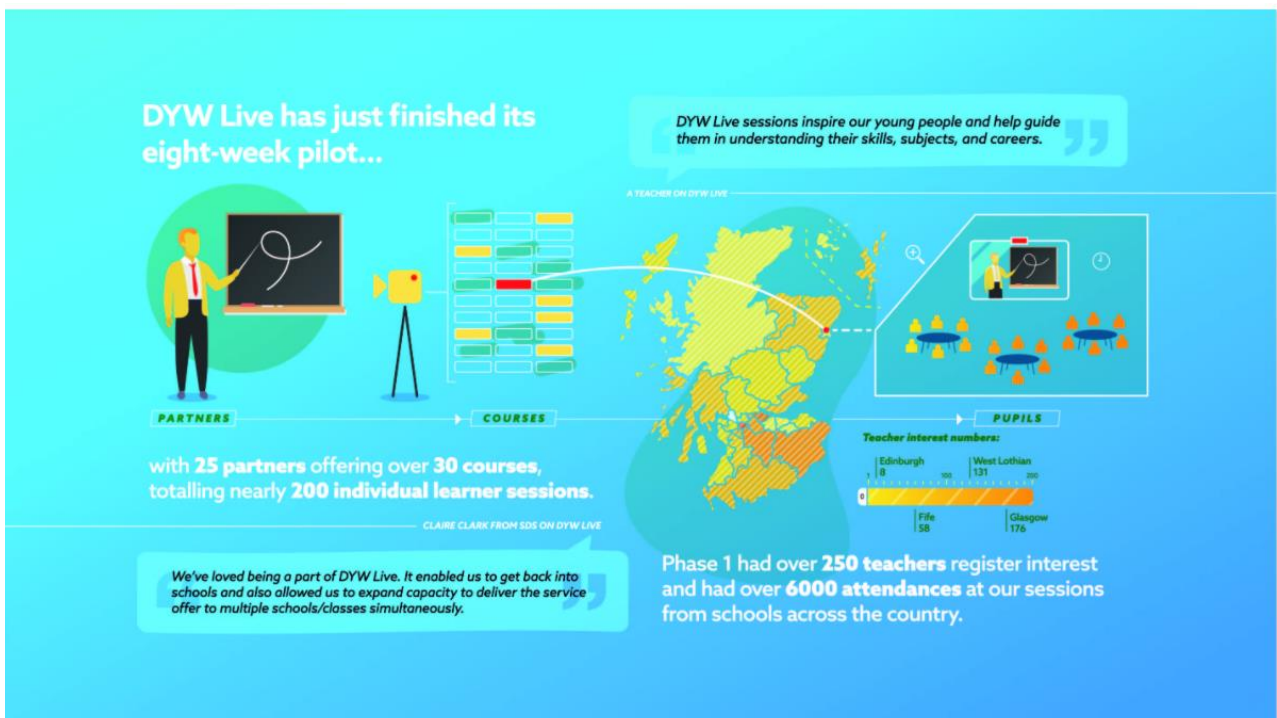 DYW Live has just finished its
eight-week pilot...
DYW Live sessions inspire our young people and help guide
them in understanding their skills, subjects, and careers.
A TEACHER ON DYW LIVE
PARTNERS
COURSES
PUPILS
with 25 partners offering over 30 courses,
totalling nearly 200 individual learner sessions.
CLAIRE CLARK FROM SDS ON DYW LIVE
We've loved being a part of DYW Live. It enabled us to get back into
schools and also allowed us to expand capacity to deliver the service
offer to multiple schools/classes simultaneously.
Teacher interest numbers:
Edinburgh
8
West Lothian
131
1
100
200
0
Fife
58
Glasgow
176
Phase 1 had over 250 teachers register interest
and had over 6000 attendances at our sessions
from schools across the country.